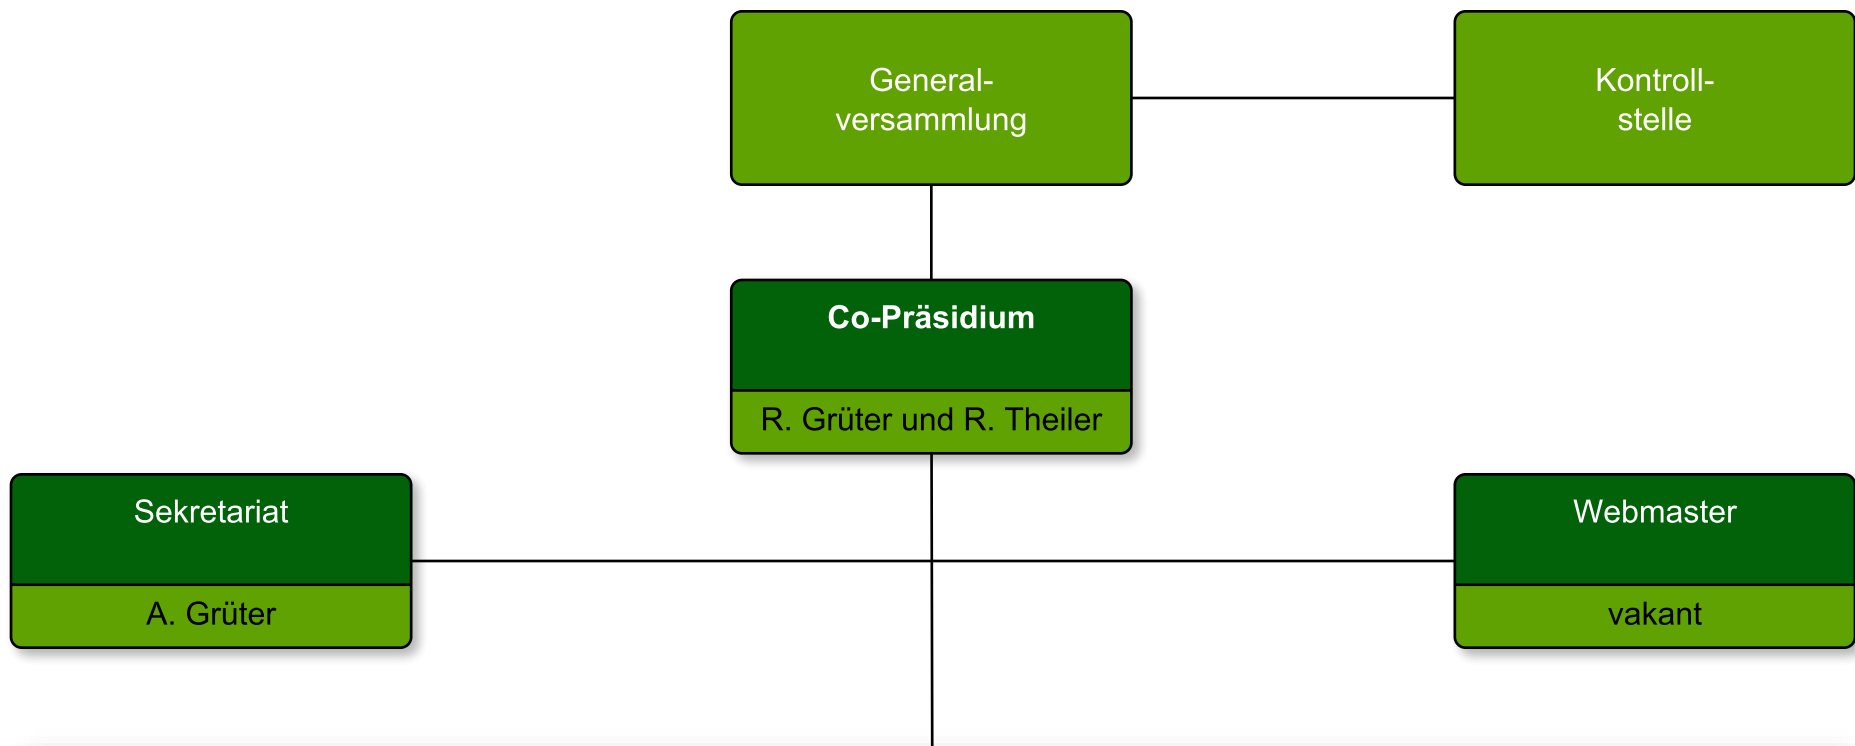 General-
versammlung
Kontroll-
stelle
Co-Präsidium
R. Grüter und R. Theiler
Sekretariat
A. Grüter
Webmaster
vakant